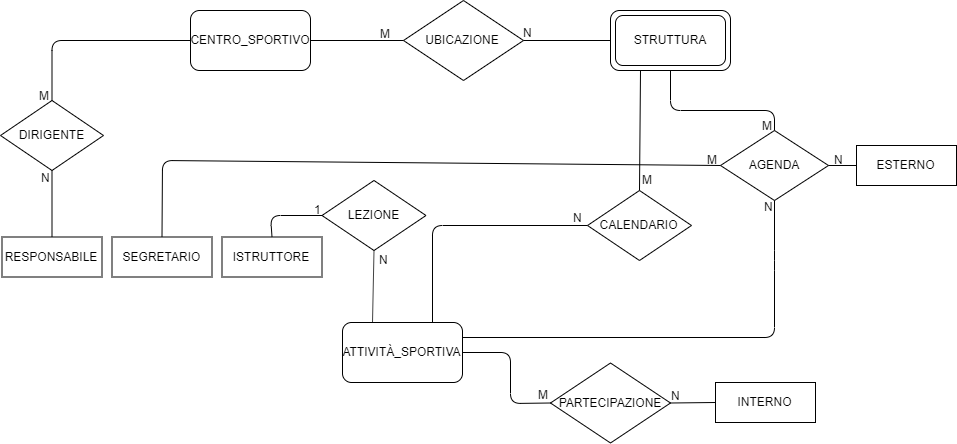 CENTRO_SPORTIVO
M
UBICAZIONE
N
STRUTTURA
M
DIRIGENTE
N
M
AGENDA
M
N
ESTERNO
N
M
CALENDARIO
N
1
LEZIONE
N
RESPONSABILE
SEGRETARIO
ISTRUTTORE
ATTIVITÀ_SPORTIVA
M
PARTECIPAZIONE
N
INTERNO